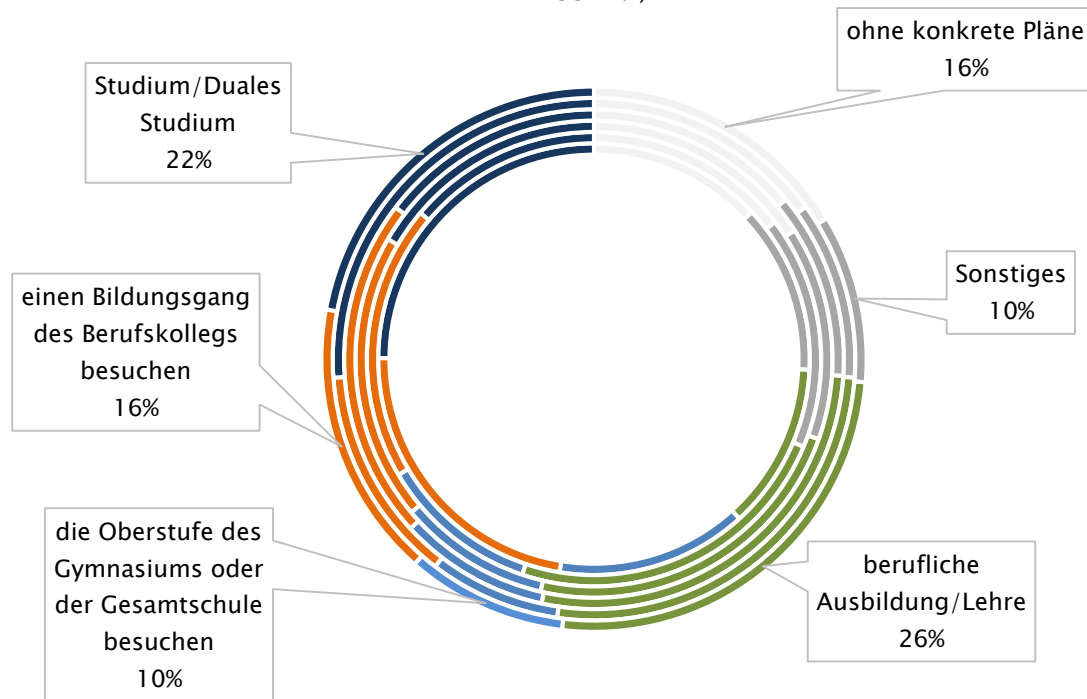 ohne konkrete Pläne
16%
Studium/Duales
Studium
22%
Sonstiges
10%
einen Bildungsgang
des Berufskollegs
besuchen
16%
die Oberstufe des
Gymnasiums oder
der Gesamtschule
besuchen
10%
berufliche
Ausbildung/Lehre
26%